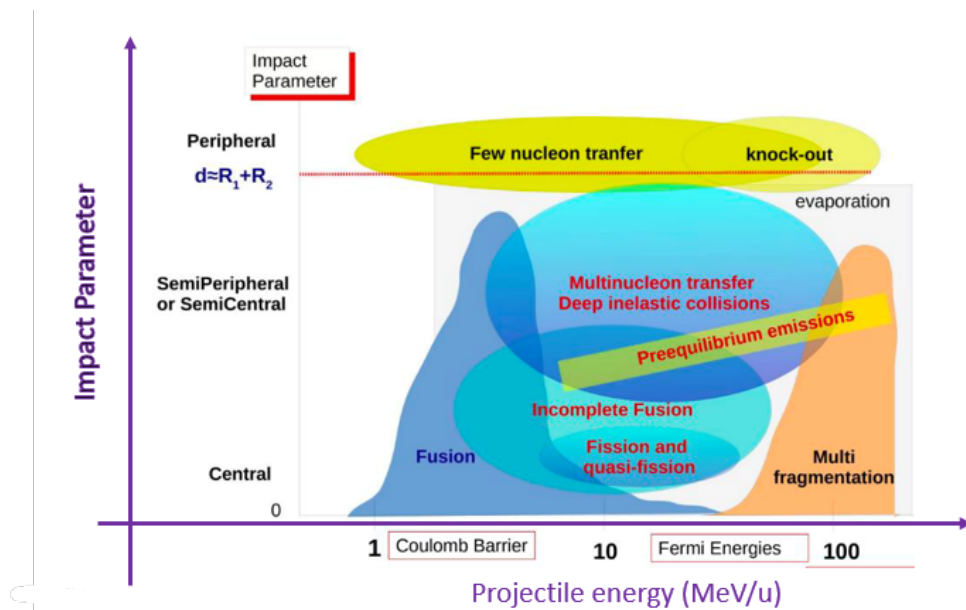 Impact
Parameter
Peripheral
d≈R1+R2
Few nucleon tranfer
knock-out
evaporation
SemiPeripheral
or SemiCentral
Multinucleon transfer
Deep inelastic collisions
Preequilibrium emissions
Incomplete Fusion
Fusion
Fission and
quasi-fission
Central
Multi
fragmentation
0
1
Coulomb Barrier
10
Fermi Energies
100
Impact Parameter
Projectile energy (MeV/u)